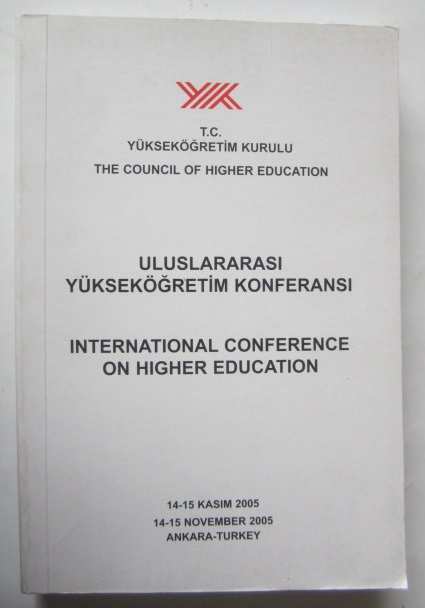 YÖK
T.C.
YÜKSEKÖĞRETİM KURULU
THE COUNCIL OF HIGHER EDUCATION
ULUSLARARASI
YÜKSEKÖĞRETİM KONFERANSI
INTERNATIONAL CONFERENCE
ON HIGHER EDUCATION
14-15 KASIM 2005
14-15 NOVEMBER 2005
ANKARA-TURKEY